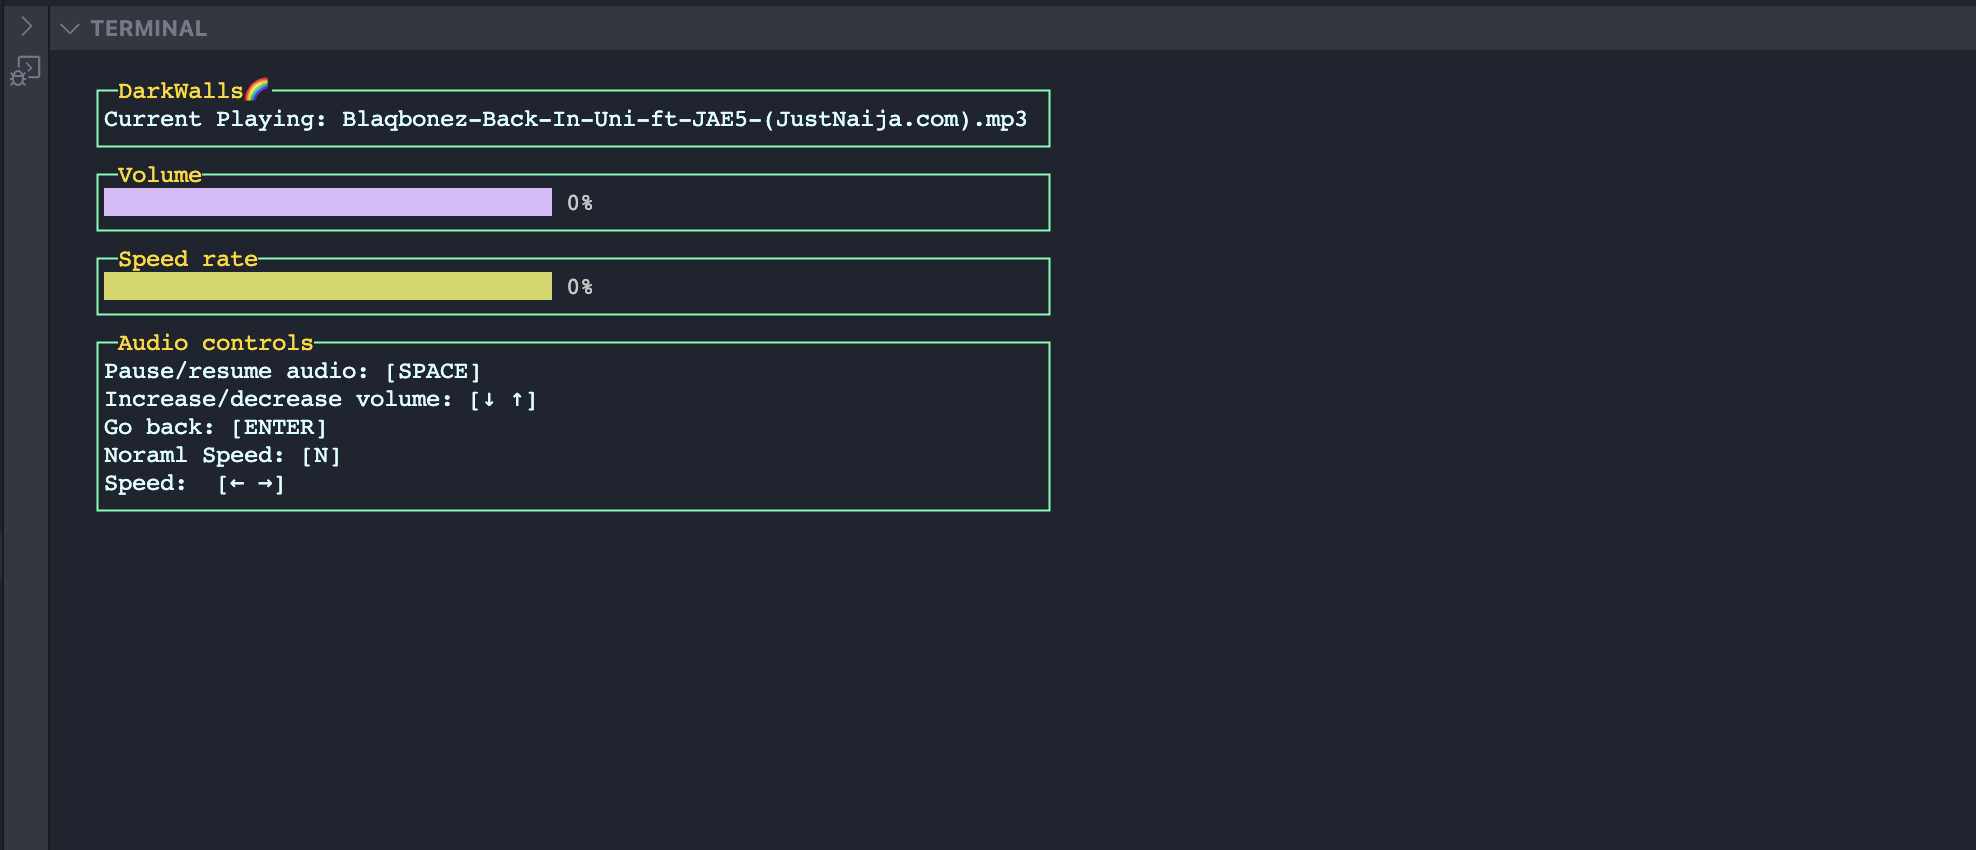 TERMINAL
DarkWalls🌈
Current Playing: Blaqbonez-Back-In-Uni-ft-JAE5-(JustNaija.com).mp3
Volume
0%
Speed rate
0%
Audio controls
Pause/resume audio: [SPACE]
Increase/decrease volume: [↓ ↑]
Go back: [ENTER]
Noraml Speed: [N]
Speed:  [← →]